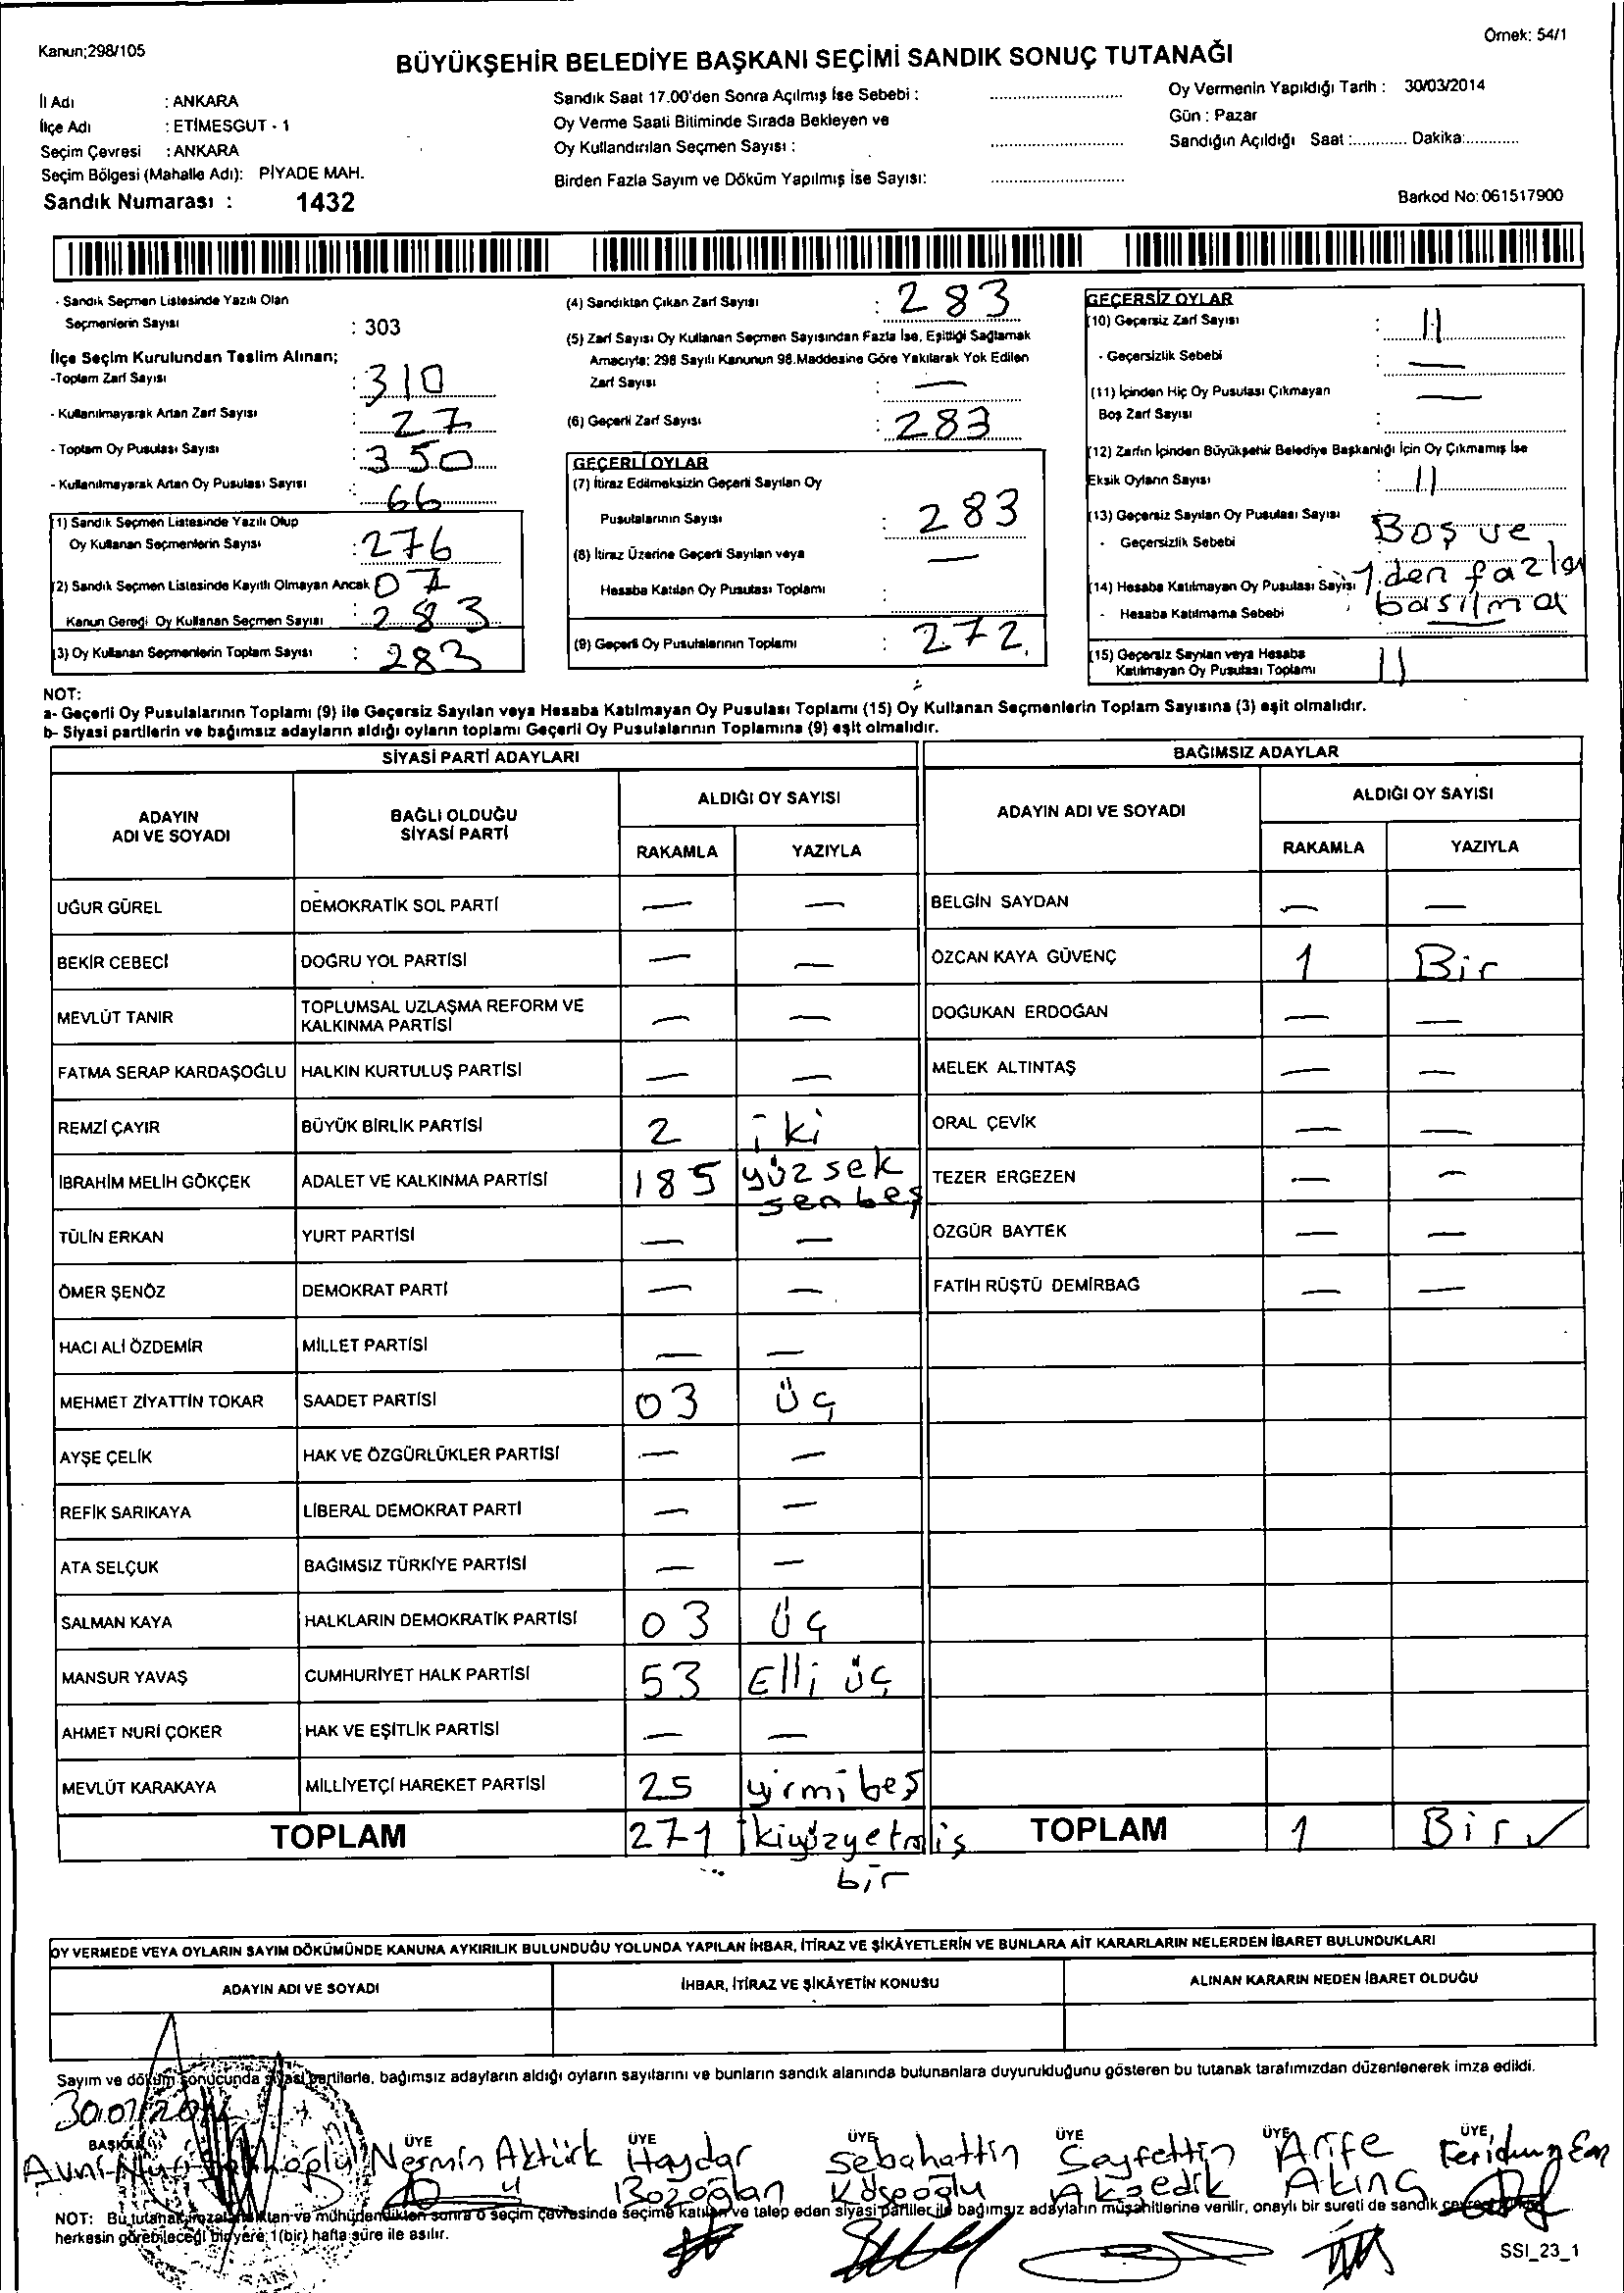 Kanun;298/105
Örnek: 54/1
BÜYÜKŞEHİR BELEDİYE BAŞKANI SEÇİMİ SANDIK SONUÇ TUTANAĞI
İl Adı : ANKARA
İlçe Adı : ETİMESGUT - 1
Seçim Çevresi : ANKARA
Seçim Bölgesi (Mahalle Adı): PİYADE MAH.
Sandık Numarası : 1432
Sandık Saat 17.00'den Sonra Açılmış İse Sebebi :
Oy Verme Saati Bitiminde Sırada Bekleyen ve
Oy Kullandırılan Seçmen Sayısı :
Birden Fazla Sayım ve Döküm Yapılmış ise Sayısı:
Oy Vermenin Yapıldığı Tarih : 30/03/2014
Gün : Pazar
Sandığın Açıldığı Saat :............ Dakika:............
Barkod No: 061517900
- Sandık Seçmen Listesinde Yazılı Olan
Seçmenlerin Sayısı : 303
İlçe Seçim Kurulundan Teslim Alınan;
-Toplam Zarf Sayısı : 310
- Kullanılmayarak Artan Zarf Sayısı : 27
- Toplam Oy Pusulası Sayısı : 350
- Kullanılmayarak Artan Oy Pusulası Sayısı : 66
(1) Sandık Seçmen Listesinde Yazılı Olup
Oy Kullanan Seçmenlerin Sayısı : 276
(2) Sandık Seçmen Listesinde Kayıtlı Olmayan Ancak 07
Kanun Gereği Oy Kullanan Seçmen Sayısı : 283
(3) Oy Kullanan Seçmenlerin Toplam Sayısı : 283
(4) Sandıktan Çıkan Zarf Sayısı : 283
(5) Zarf Sayısı Oy Kullanan Seçmen Sayısından Fazla İse, Eşitliği Sağlamak
Amacıyla; 298 Sayılı Kanunun 98.Maddesine Göre Yakılarak Yok Edilen
Zarf Sayısı : —
(6) Geçerli Zarf Sayısı : 283
GEÇERLİ OYLAR
(7) İtiraz Edilmeksizin Geçerli Sayılan Oy
Pusulalarının Sayısı : 283
(8) İtiraz Üzerine Geçerli Sayılan veya —
Hesaba Katılan Oy Pusulası Toplamı :
(9) Geçerli Oy Pusulalarının Toplamı : 272
GEÇERSİZ OYLAR
(10) Geçersiz Zarf Sayısı : 11
- Geçersizlik Sebebi : —
(11) İçinden Hiç Oy Pusulası Çıkmayan —
Boş Zarf Sayısı :
(12) Zarfın İçinden Büyükşehir Belediye Başkanlığı İçin Oy Çıkmamış İse
Eksik Oyların Sayısı : 11
(13) Geçersiz Sayılan Oy Pusulası Sayısı
- Geçersizlik Sebebi Boş ve
(14) Hesaba Katılmayan Oy Pusulası Sayısı 1.den fazla
- Hesaba Katılmama Sebebi : basılma
(15) Geçersiz Sayılan veya Hesaba
Katılmayan Oy Pusulası Toplamı 11
NOT:
a- Geçerli Oy Pusulalarının Toplamı (9) ile Geçersiz Sayılan veya Hesaba Katılmayan Oy Pusulası Toplamı (15) Oy Kullanan Seçmenlerin Toplam Sayısına (3) eşit olmalıdır.
b- Siyasi partilerin ve bağımsız adayların aldığı oyların toplamı Geçerli Oy Pusulalarının Toplamına (9) eşit olmalıdır.
SİYASİ PARTİ ADAYLARI
ADAYIN ADI VE SOYADI BAĞLI OLDUĞU SİYASİ PARTİ ALDIĞI OY SAYISI
RAKAMLA YAZIYLA
UĞUR GÜREL DEMOKRATİK SOL PARTİ — —
BEKİR CEBECİ DOĞRU YOL PARTİSİ — —
MEVLÜT TANIR TOPLUMSAL UZLAŞMA REFORM VE KALKINMA PARTİSİ — —
FATMA SERAP KARDAŞOĞLU HALKIN KURTULUŞ PARTİSİ — —
REMZİ ÇAYIR BÜYÜK BİRLİK PARTİSİ 2 iki
İBRAHİM MELİH GÖKÇEK ADALET VE KALKINMA PARTİSİ 185 yüzsek senbeş
TÜLİN ERKAN YURT PARTİSİ — —
ÖMER ŞENÖZ DEMOKRAT PARTİ — —
HACI ALİ ÖZDEMİR MİLLET PARTİSİ — —
MEHMET ZİYATTİN TOKAR SAADET PARTİSİ 03 üç
AYŞE ÇELİK HAK VE ÖZGÜRLÜKLER PARTİSİ — —
REFİK SARIKAYA LİBERAL DEMOKRAT PARTİ — —
ATA SELÇUK BAĞIMSIZ TÜRKİYE PARTİSİ — —
SALMAN KAYA HALKLARIN DEMOKRATİK PARTİSİ 03 üç
MANSUR YAVAŞ CUMHURİYET HALK PARTİSİ 53 Elli üç
AHMET NURİ ÇOKER HAK VE EŞİTLİK PARTİSİ — —
MEVLÜT KARAKAYA MİLLİYETÇİ HAREKET PARTİSİ 25 yirmibeş
TOPLAM 271 ikiyüzyetmiş bir
BAĞIMSIZ ADAYLAR
ADAYIN ADI VE SOYADI ALDIĞI OY SAYISI
RAKAMLA YAZIYLA
BELGİN SAYDAN — —
ÖZCAN KAYA GÜVENÇ 1 Bir
DOĞUKAN ERDOĞAN — —
MELEK ALTINTAŞ — —
ORAL ÇEVİK — —
TEZER ERGEZEN — —
ÖZGÜR BAYTEK — —
FATİH RÜŞTÜ DEMİRBAĞ — —
TOPLAM 1 Bir
OY VERMEDE VEYA OYLARIN SAYIM DÖKÜMÜNDE KANUNA AYKIRILIK BULUNDUĞU YOLUNDA YAPILAN İHBAR, İTİRAZ VE ŞİKÂYETLERİN VE BUNLARA AİT KARARLARIN NELERDEN İBARET BULUNDUKLARI
ADAYIN ADI VE SOYADI İHBAR, İTİRAZ VE ŞİKÂYETİN KONUSU ALINAN KARARIN NEDEN İBARET OLDUĞU
Sayım ve döküm sonucunda siyasi partilerle, bağımsız adayların aldığı oyların sayılarını ve bunların sandık alanında bulunanlara duyurulduğunu gösteren bu tutanak tarafımızdan düzenlenerek imza edildi.
BAŞKAN ÜYE ÜYE ÜYE ÜYE ÜYE ÜYE
Nesmin Aktürk Haydar Sebahattin Seyfettin Arife Feridun
Bozoğlan Köseoğlu Akgedik Akınç
NOT: Bu tutanak imzalandıktan ve mühürlendikten sonra o seçim çevresinde seçime katılan ve talep eden siyasi partiler ile bağımsız adayların müşahitlerine verilir, onaylı bir sureti de sandık
herkesin görebileceği bir yere 1(bir) hafta süre ile asılır.
SSI_23_1